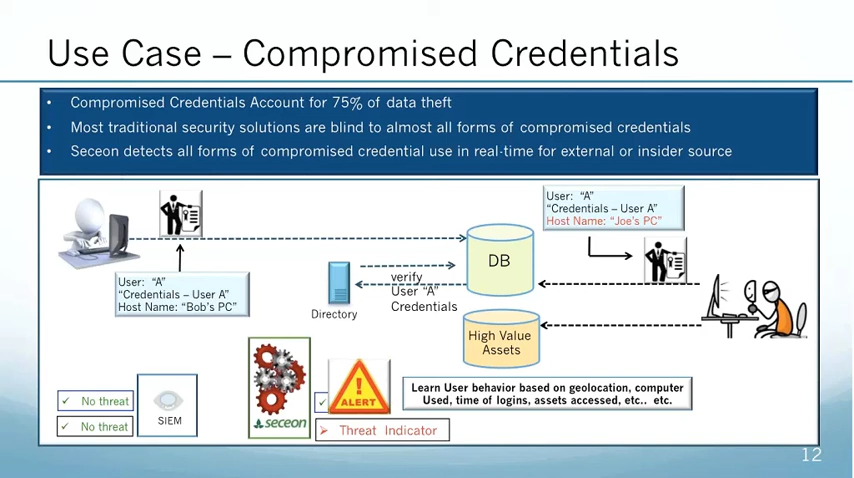 Use Case – Compromised Credentials
• Compromised Credentials Account for 75% of data theft
• Most traditional security solutions are blind to almost all forms of compromised credentials
• Seceon detects all forms of compromised credential use in real-time for external or insider source
User: “A”
“Credentials – User A”
Host Name: “Joe’s PC”
DB
verify
User “A”
Credentials
User: “A”
“Credentials – User A”
Host Name: “Bob’s PC”
Directory
High Value
Assets
Learn User behavior based on geolocation, computer
Used, time of logins, assets accessed, etc.. etc.
✓ No threat
✓ No threat
SIEM
seceon
✓
ALERT
➢ Threat Indicator
12